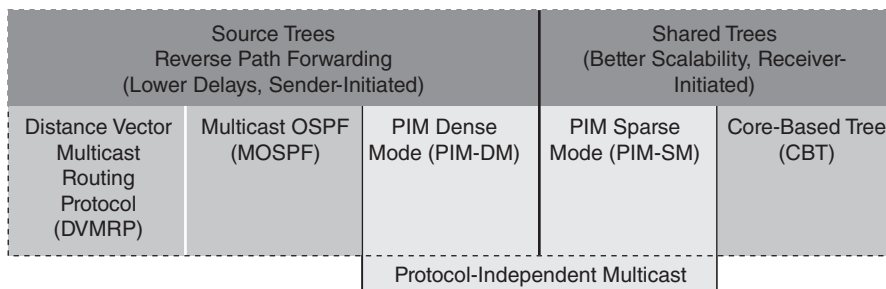 Source Trees
Reverse Path Forwarding
(Lower Delays, Sender-Initiated)
Shared Trees
(Better Scalability, Receiver-
Initiated)
Distance Vector
Multicast
Routing
Protocol
(DVMRP)
Multicast OSPF
(MOSPF)
PIM Dense
Mode (PIM-DM)
PIM Sparse
Mode (PIM-SM)
Core-Based Tree
(CBT)
Protocol-Independent Multicast